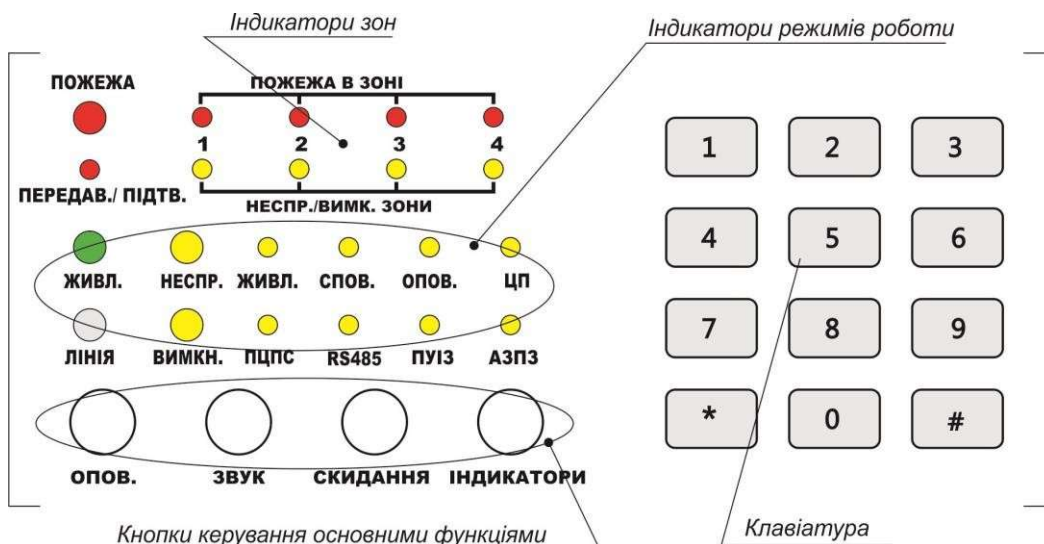 Індикатори зон
Індикатори режимів роботи
ПОЖЕЖА
ПОЖЕЖА В ЗОНІ
1 2 3 4
ПЕРЕДАВ./ ПІДТВ.
НЕСПР./ВИМК. ЗОНИ
ЖИВЛ. НЕСПР. ЖИВЛ. СПОВ. ОПОВ. ЦП
ЛІНІЯ ВИМКН. ПЦПС RS485 ПУІЗ АЗПЗ
ОПОВ. ЗВУК СКИДАННЯ ІНДИКАТОРИ
1 2 3
4 5 6
7 8 9
* 0 #
Кнопки керування основними функціями
Клавіатура